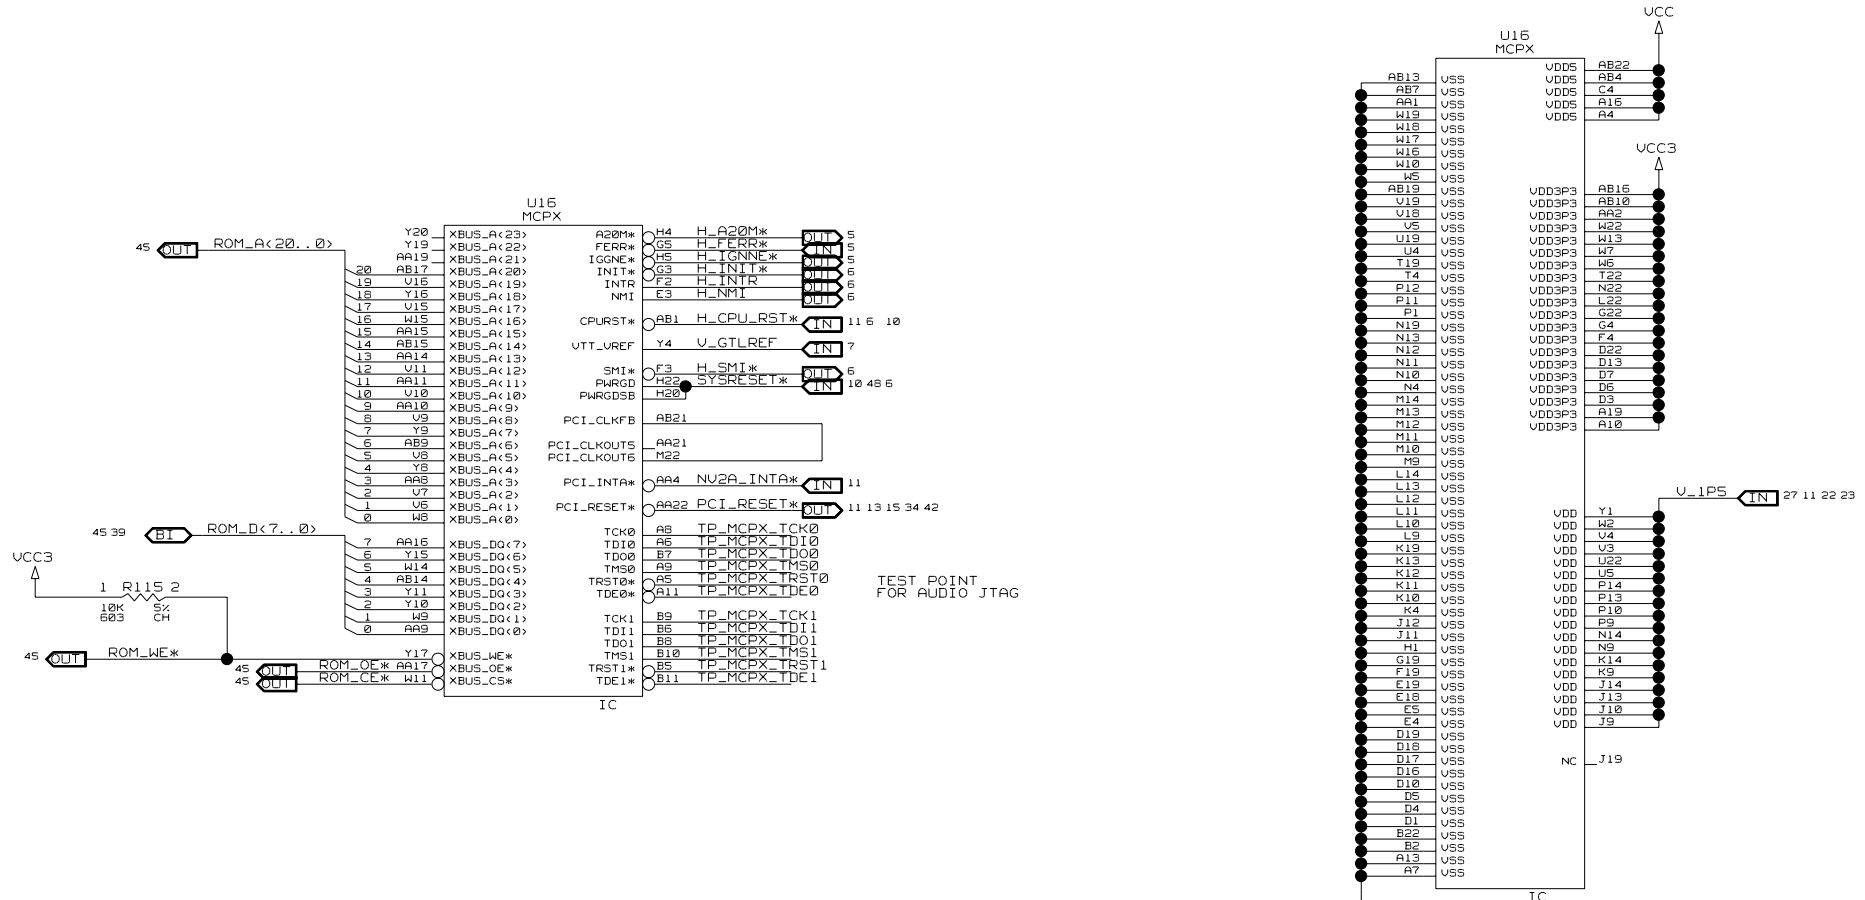 VCC
U16
MCPX
AB13 VSS VDD5 AB22
AB7 VSS VDD5 AB4
AA1 VSS VDD5 C4
W19 VSS VDD5 A16
W18 VSS VDD5 A4
W17 VSS
W16 VSS VCC3
W10 VSS
W5 VSS
AB19 VSS VDD3P3 AB16
V19 VSS VDD3P3 AB10
V18 VSS VDD3P3 AA2
V5 VSS VDD3P3 W22
U19 VSS VDD3P3 W13
U4 VSS VDD3P3 W7
T19 VSS VDD3P3 W6
T4 VSS VDD3P3 T22
P12 VSS VDD3P3 N22
P11 VSS VDD3P3 L22
P1 VSS VDD3P3 G22
N19 VSS VDD3P3 G4
N13 VSS VDD3P3 F4
N12 VSS VDD3P3 D22
N11 VSS VDD3P3 D13
N10 VSS VDD3P3 D7
N4 VSS VDD3P3 D6
M14 VSS VDD3P3 D3
M13 VSS VDD3P3 A19
M12 VSS VDD3P3 A10
M11 VSS
M10 VSS
M9 VSS
L14 VSS
L13 VSS V_1P5 IN 27 11 22 23
L12 VSS
L11 VSS VDD Y1
L10 VSS VDD W2
L9 VSS VDD V4
K19 VSS VDD V3
K13 VSS VDD U22
K12 VSS VDD U5
K11 VSS VDD P14
K10 VSS VDD P13
K4 VSS VDD P10
J12 VSS VDD P9
J11 VSS VDD N14
H1 VSS VDD N9
G19 VSS VDD K14
F19 VSS VDD K9
E19 VSS VDD J14
E18 VSS VDD J13
E5 VSS VDD J10
E4 VSS VDD J9
D19 VSS
D18 VSS
D17 VSS NC J19
D16 VSS
D10 VSS
D5 VSS
D4 VSS
D1 VSS
B22 VSS
B2 VSS
A13 VSS
A7 VSS
IC
U16
MCPX
45 OUT ROM_A<20..0>
Y20 XBUS_A<23>
Y19 XBUS_A<22>
AA19 XBUS_A<21>
20 AB17 XBUS_A<20>
19 V16 XBUS_A<19>
18 Y16 XBUS_A<18>
17 V15 XBUS_A<17>
16 W15 XBUS_A<16>
15 AA15 XBUS_A<15>
14 AB15 XBUS_A<14>
13 AA14 XBUS_A<13>
12 V11 XBUS_A<12>
11 AA11 XBUS_A<11>
10 V10 XBUS_A<10>
9 AA10 XBUS_A<9>
8 V9 XBUS_A<8>
7 Y9 XBUS_A<7>
6 AB9 XBUS_A<6>
5 V8 XBUS_A<5>
4 Y8 XBUS_A<4>
3 AA8 XBUS_A<3>
2 V7 XBUS_A<2>
1 V6 XBUS_A<1>
0 W8 XBUS_A<0>
45 39 BI ROM_D<7..0>
7 AA16 XBUS_DQ<7>
6 Y15 XBUS_DQ<6>
5 W14 XBUS_DQ<5>
4 AB14 XBUS_DQ<4>
3 Y11 XBUS_DQ<3>
2 Y10 XBUS_DQ<2>
1 W9 XBUS_DQ<1>
0 AA9 XBUS_DQ<0>
VCC3
1 R115 2
10K 5%
603 CH
45 OUT ROM_WE* Y17 XBUS_WE*
45 OUT ROM_OE* AA17 XBUS_OE*
45 OUT ROM_CE* W11 XBUS_CS*
A20M* H4 H_A20M* OUT 5
FERR* G5 H_FERR* IN 5
IGGNE* H5 H_IGNNE* OUT 5
INIT* G3 H_INIT* OUT 6
INTR F2 H_INTR OUT 6
NMI E3 H_NMI OUT 6
CPURST* AB1 H_CPU_RST* IN 11 6 10
VTT_VREF Y4 V_GTLREF IN 7
SMI* F3 H_SMI* OUT 6
PWRGD H22 SYSRESET* IN 10 48 6
PWRGDSB H20
PCI_CLKFB AB21
PCI_CLKOUT5 AA21
PCI_CLKOUT6 M22
PCI_INTA* AA4 NV2A_INTA* IN 11
PCI_RESET* AA22 PCI_RESET* OUT 11 13 15 34 42
TCK0 A8 TP_MCPX_TCK0
TDI0 A6 TP_MCPX_TDI0
TDO0 B7 TP_MCPX_TDO0
TMS0 A9 TP_MCPX_TMS0
TRST0* A5 TP_MCPX_TRST0
TDE0* A11 TP_MCPX_TDE0
TEST POINT
FOR AUDIO JTAG
TCK1 B9 TP_MCPX_TCK1
TDI1 B6 TP_MCPX_TDI1
TDO1 B8 TP_MCPX_TDO1
TMS1 B10 TP_MCPX_TMS1
TRST1* B5 TP_MCPX_TRST1
TDE1* B11 TP_MCPX_TDE1
IC